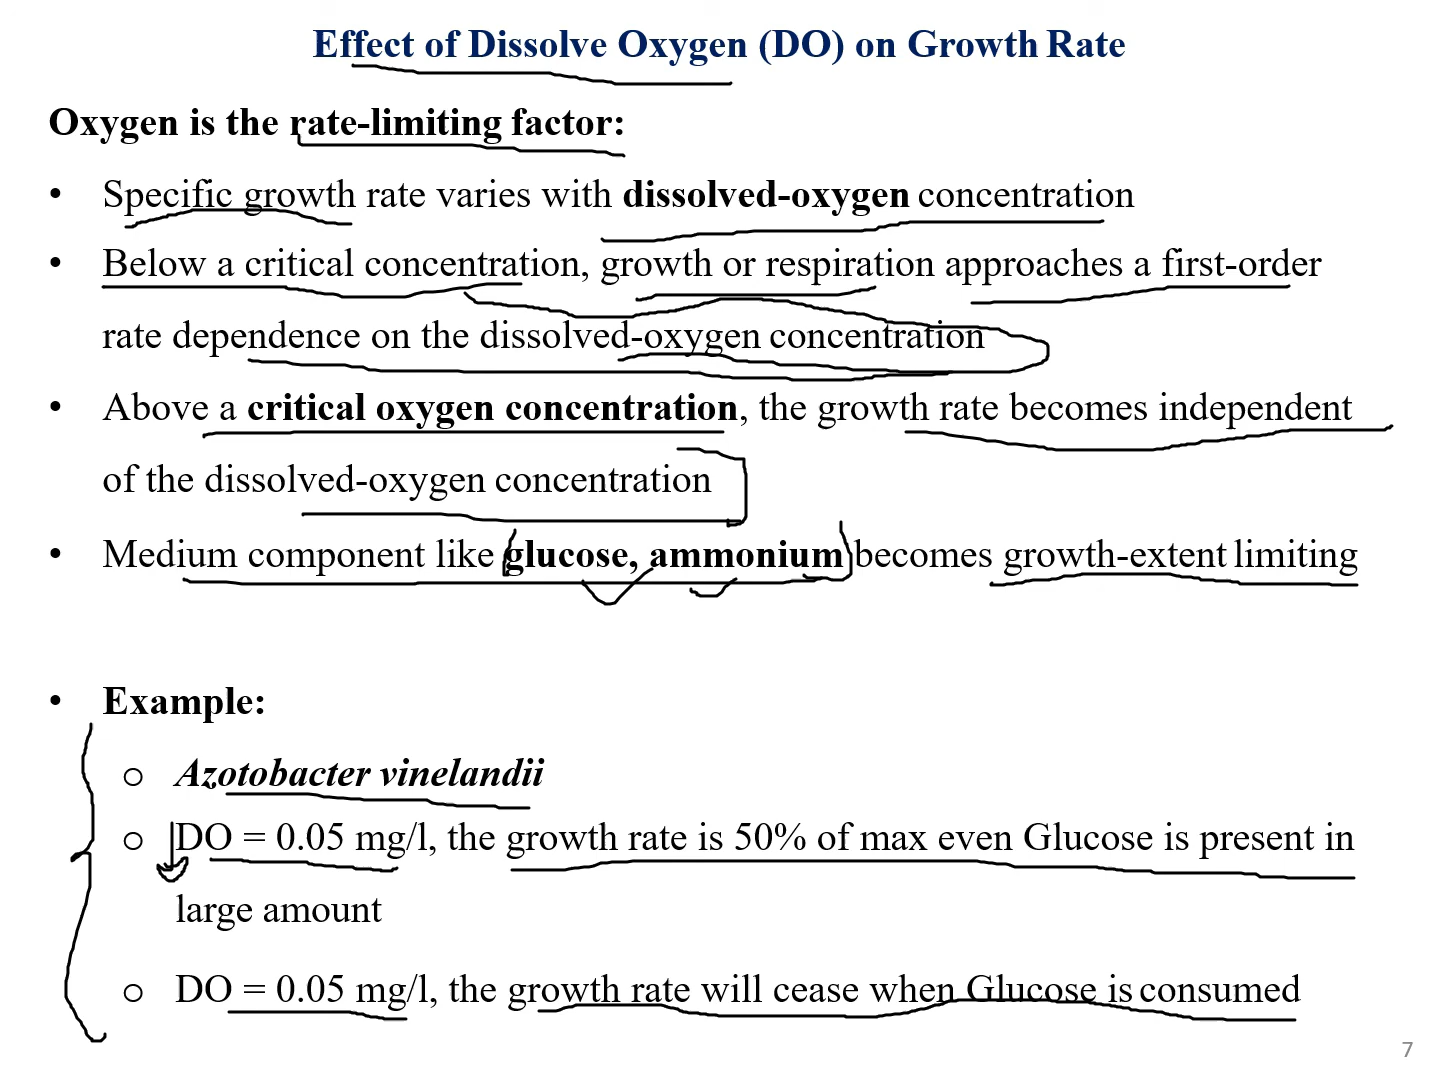 Effect of Dissolve Oxygen (DO) on Growth Rate
Oxygen is the rate-limiting factor:
• Specific growth rate varies with dissolved-oxygen concentration
• Below a critical concentration, growth or respiration approaches a first-order
rate dependence on the dissolved-oxygen concentration
• Above a critical oxygen concentration, the growth rate becomes independent
of the dissolved-oxygen concentration
• Medium component like glucose, ammonium becomes growth-extent limiting
• Example:
o Azotobacter vinelandii
o DO = 0.05 mg/l, the growth rate is 50% of max even Glucose is present in
large amount
o DO = 0.05 mg/l, the growth rate will cease when Glucose is consumed
7